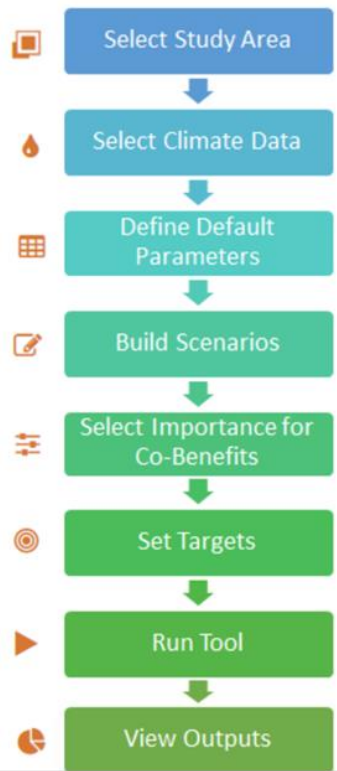 Select Study Area
Select Climate Data
Define Default
Parameters
Build Scenarios
Select Importance for
Co-Benefits
Set Targets
Run Tool
View Outputs